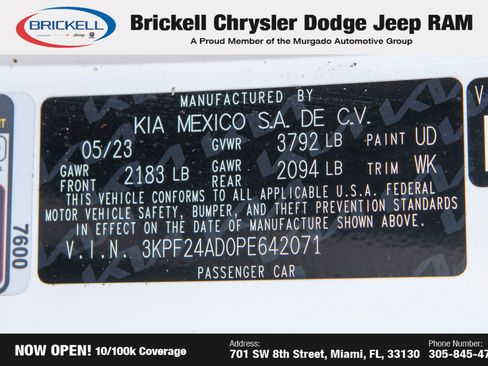 BRICKELL
Jeep
Brickell Chrysler Dodge Jeep RAM
A Proud Member of the Murgado Automotive Group
MANUFACTURED BY
KIA MEXICO S.A. DE C.V.
05/23 GVWR 3792 LB PAINT UD
GAWR FRONT 2183 LB GAWR REAR 2094 LB TRIM WK
THIS VEHICLE CONFORMS TO ALL APPLICABLE U.S.A. FEDERAL
MOTOR VEHICLE SAFETY, BUMPER, AND THEFT PREVENTION STANDARDS
IN EFFECT ON THE DATE OF MANUFACTURE SHOWN ABOVE.
V.I.N. 3KPF24AD0PE642071
PASSENGER CAR
7600
V
NOW OPEN! 10/100k Coverage
Address:
701 SW 8th Street, Miami, FL, 33130
Phone Number:
305-845-47